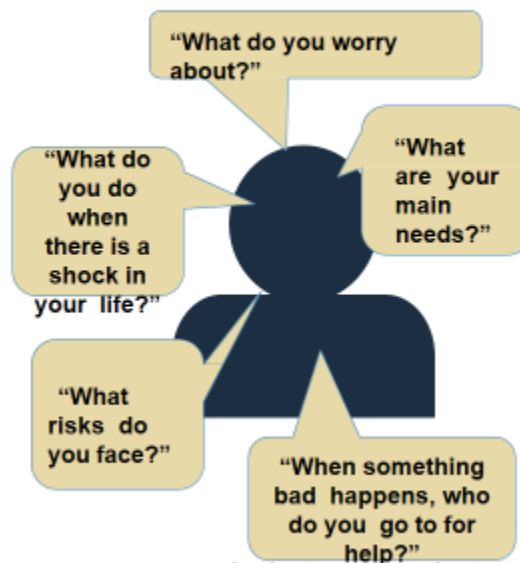 “What do you worry
about?”
“What do
you do
when
there is a
shock in
your life?”
“What
are your
main
needs?”
“What
risks do
you face?”
“When something
bad happens, who
do you go to for
help?”